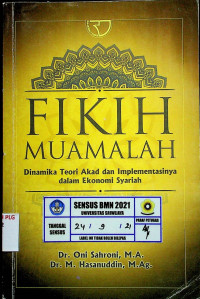 FIKIH
MUAMALAH
Dinamika Teori Akad dan Implementasinya
dalam Ekonomi Syariah
SENSUS BMN 2021
UNIVERSITAS SRIWIJAYA
TANGGAL
SENSUS
24 / 9 / 21
PARAF PETUGAS
LABEL INI TIDAK BOLEH DILEPAS
PLG
Dr. Oni Sahroni, M.A.
Dr. M. Hasanuddin, M.Ag.